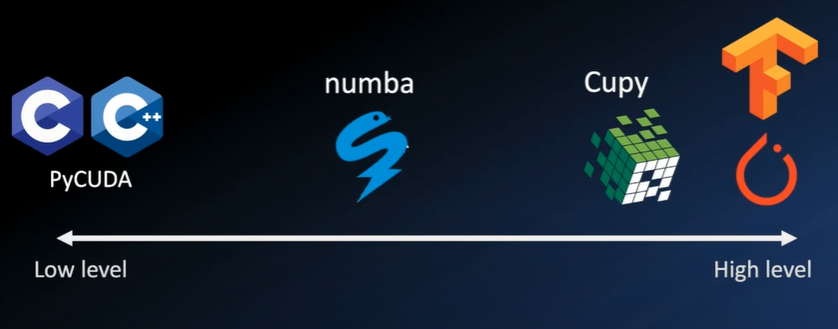 C
C++
PyCUDA
numba
Cupy
Low level
High level